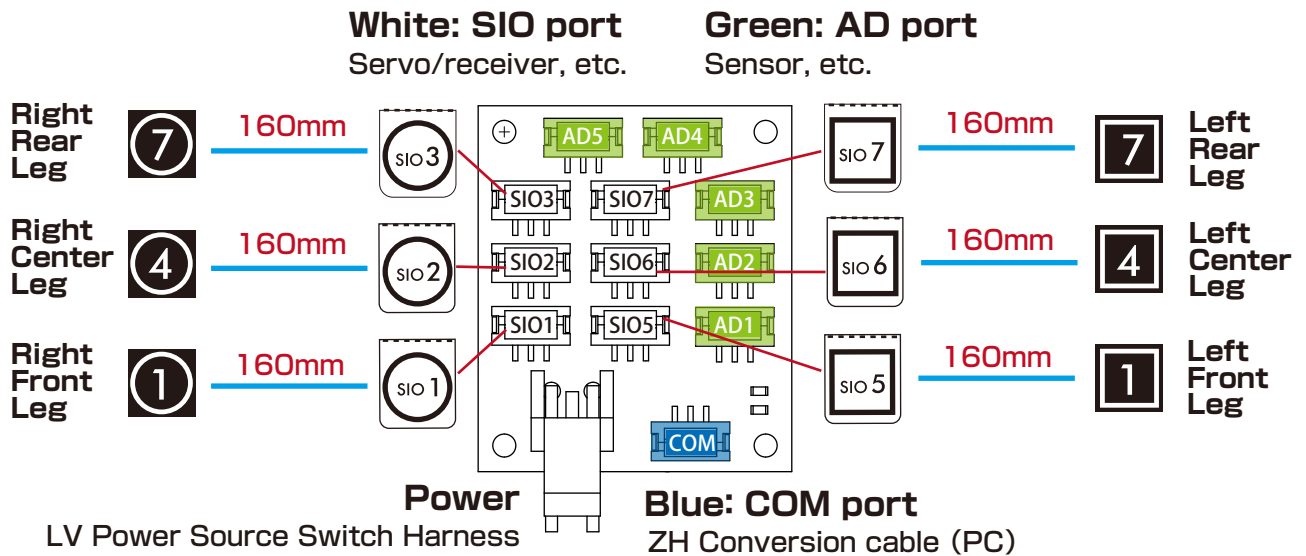 White: SIO port
Servo/receiver, etc.
Green: AD port
Sensor, etc.
Right
Rear
Leg
7
160mm
SIO 3
AD5
AD4
SIO 7
160mm
7
Left
Rear
Leg
SIO3
SIO7
AD3
Right
Center
Leg
4
160mm
SIO 2
SIO2
SIO6
AD2
SIO 6
160mm
4
Left
Center
Leg
SIO1
SIO5
AD1
Right
Front
Leg
1
160mm
SIO 1
SIO 5
160mm
1
Left
Front
Leg
COM
Power
LV Power Source Switch Harness
Blue: COM port
ZH Conversion cable (PC)